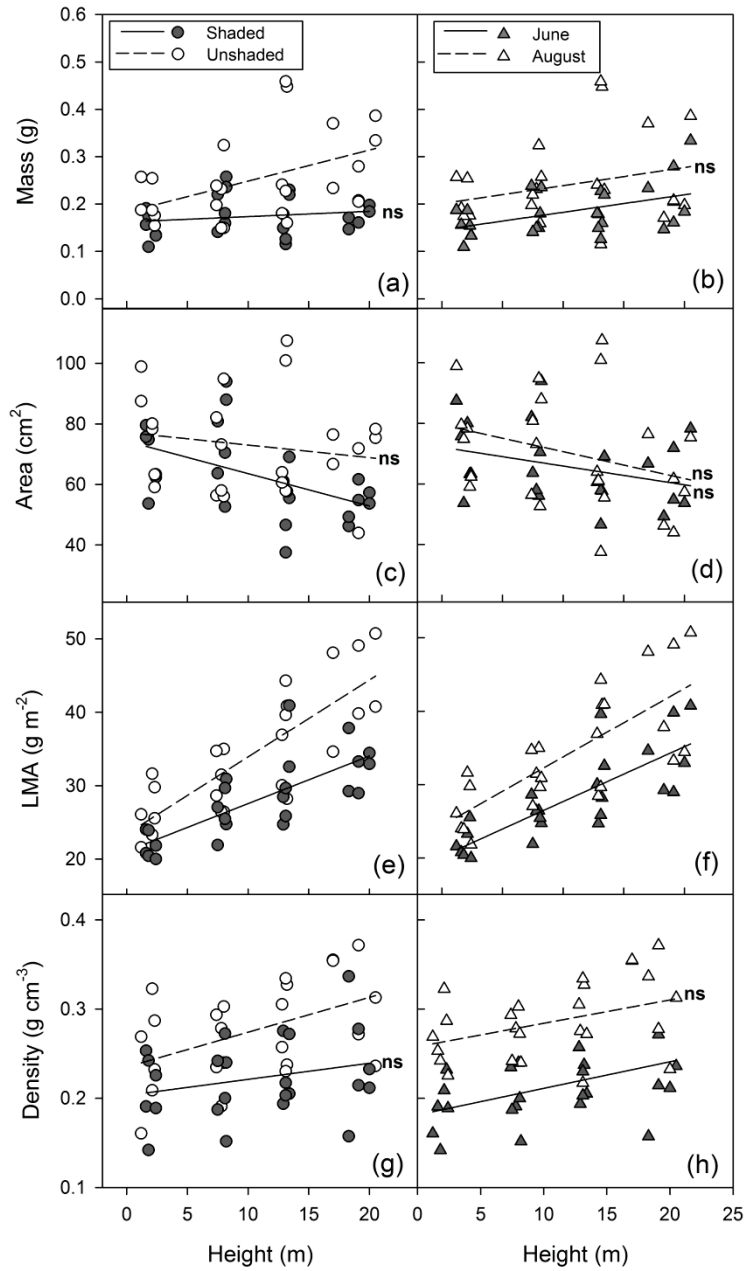 Shaded
Unshaded
June
August
Mass (g)
0.6
0.5
0.4
0.3
0.2
0.1
0.0
ns
ns
(a)
(b)
Area (cm2)
100
80
60
40
ns
ns
ns
(c)
(d)
LMA (g m-2)
50
40
30
20
(e)
(f)
Density (g cm-3)
0.4
0.3
0.2
0.1
ns
ns
(g)
(h)
0 5 10 15 20
0 5 10 15 20 25
Height (m)
Height (m)